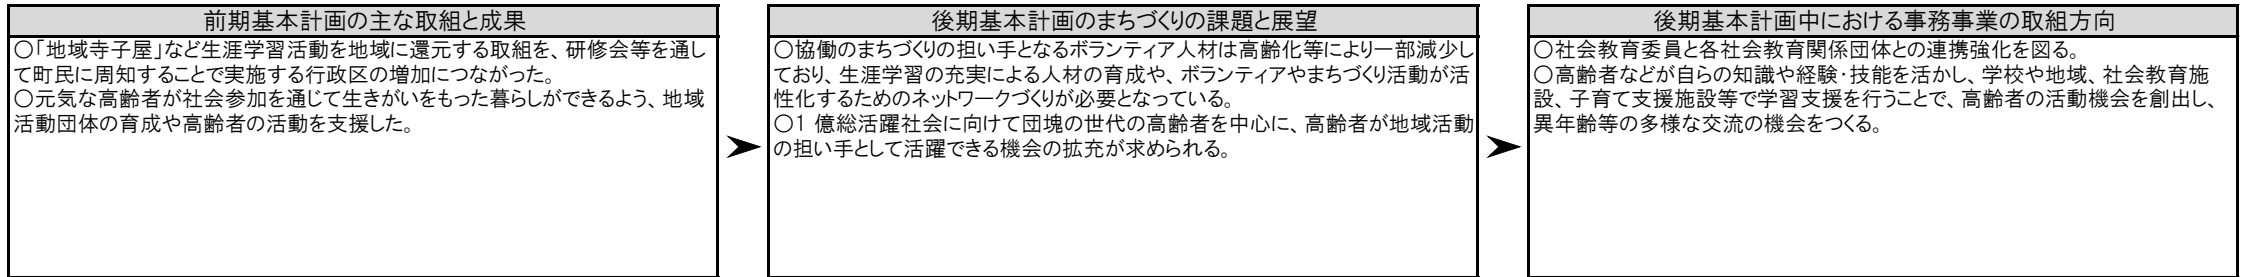 前期基本計画の主な取組と成果
○「地域寺子屋」など生涯学習活動を地域に還元する取組を、研修会等を通し
て町民に周知することで実施する行政区の増加につながった。
○元気な高齢者が社会参加を通じて生きがいをもった暮らしができるよう、地域
活動団体の育成や高齢者の活動を支援した。
後期基本計画のまちづくりの課題と展望
○協働のまちづくりの担い手となるボランティア人材は高齢化等により一部減少し
ており、生涯学習の充実による人材の育成や、ボランティアやまちづくり活動が活
性化するためのネットワークづくりが必要となっている。
○1 億総活躍社会に向けて団塊の世代の高齢者を中心に、高齢者が地域活動
の担い手として活躍できる機会の拡充が求められる。
後期基本計画中における事務事業の取組方向
○社会教育委員と各社会教育関係団体との連携強化を図る。
○高齢者などが自らの知識や経験・技能を活かし、学校や地域、社会教育施
設、子育て支援施設等で学習支援を行うことで、高齢者の活動機会を創出し、
異年齢等の多様な交流の機会をつくる。